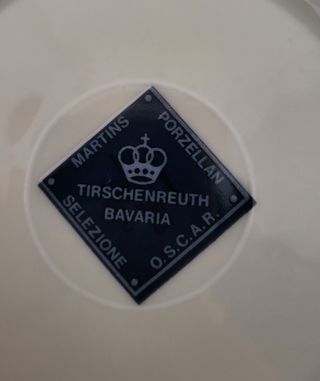 MARTINS
PORZELLAN
TIRSCHENREUTH
BAVARIA
SELEZIONE
O.S.C.A.R.